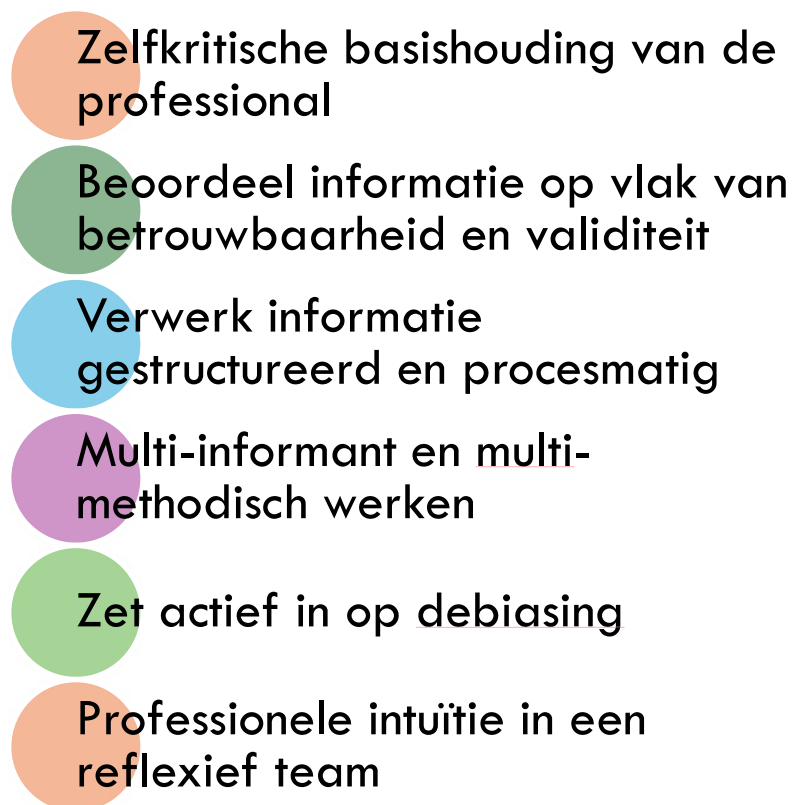 Zelfkritische basishouding van de
professional
Beoordeel informatie op vlak van
betrouwbaarheid en validiteit
Verwerk informatie
gestructureerd en procesmatig
Multi-informant en multi-
methodisch werken
Zet actief in op debiasing
Professionele intuïtie in een
reflexief team